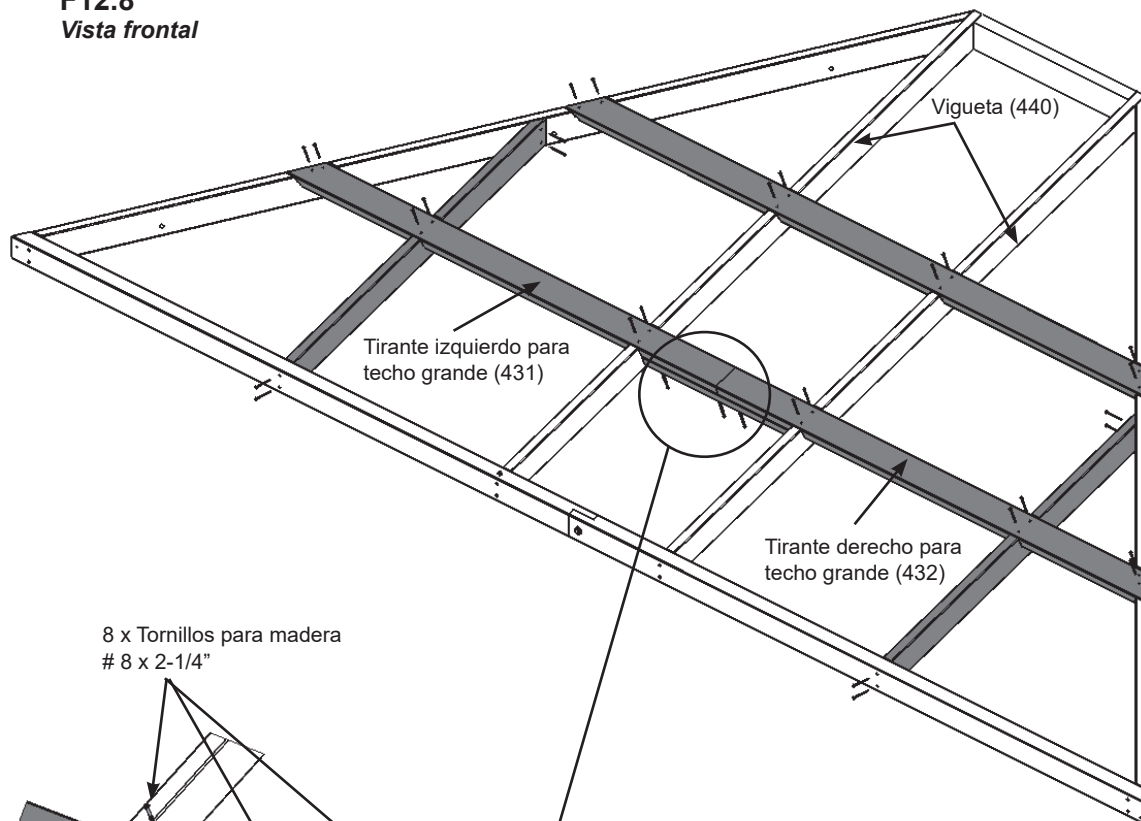 F12.8
Vista frontal
Vigueta (440)
Tirante izquierdo para
techo grande (431)
Tirante derecho para
techo grande (432)
8 x Tornillos para madera
# 8 x 2-1/4”